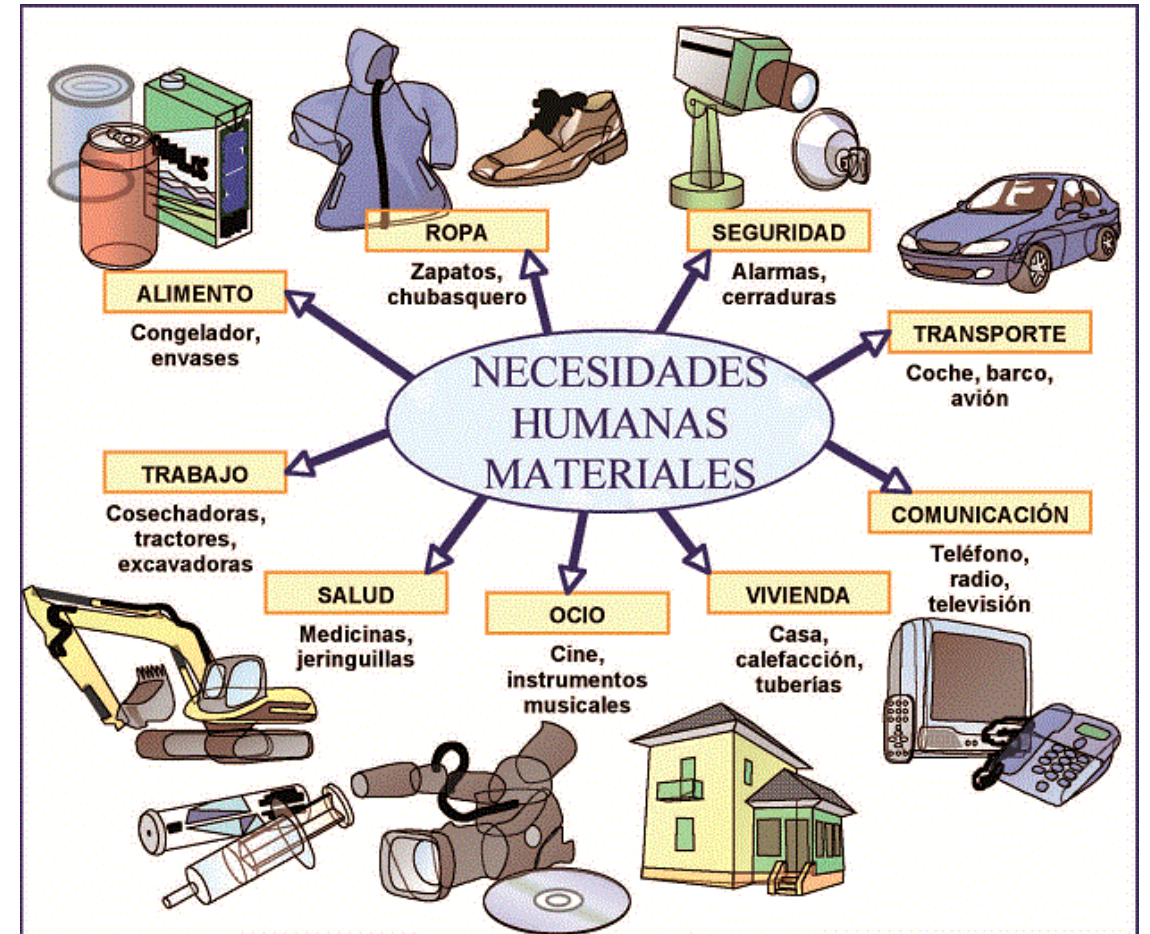 ROPA
Zapatos,
chubasquero
SEGURIDAD
Alarmas,
cerraduras
ALIMENTO
Congelador,
envases
TRANSPORTE
Coche, barco,
avión
NECESIDADES
HUMANAS
MATERIALES
TRABAJO
Cosechadoras,
tractores,
excavadoras
COMUNICACIÓN
Teléfono,
radio,
televisión
SALUD
Medicinas,
jeringuillas
OCIO
Cine,
instrumentos
musicales
VIVIENDA
Casa,
calefacción,
tuberías